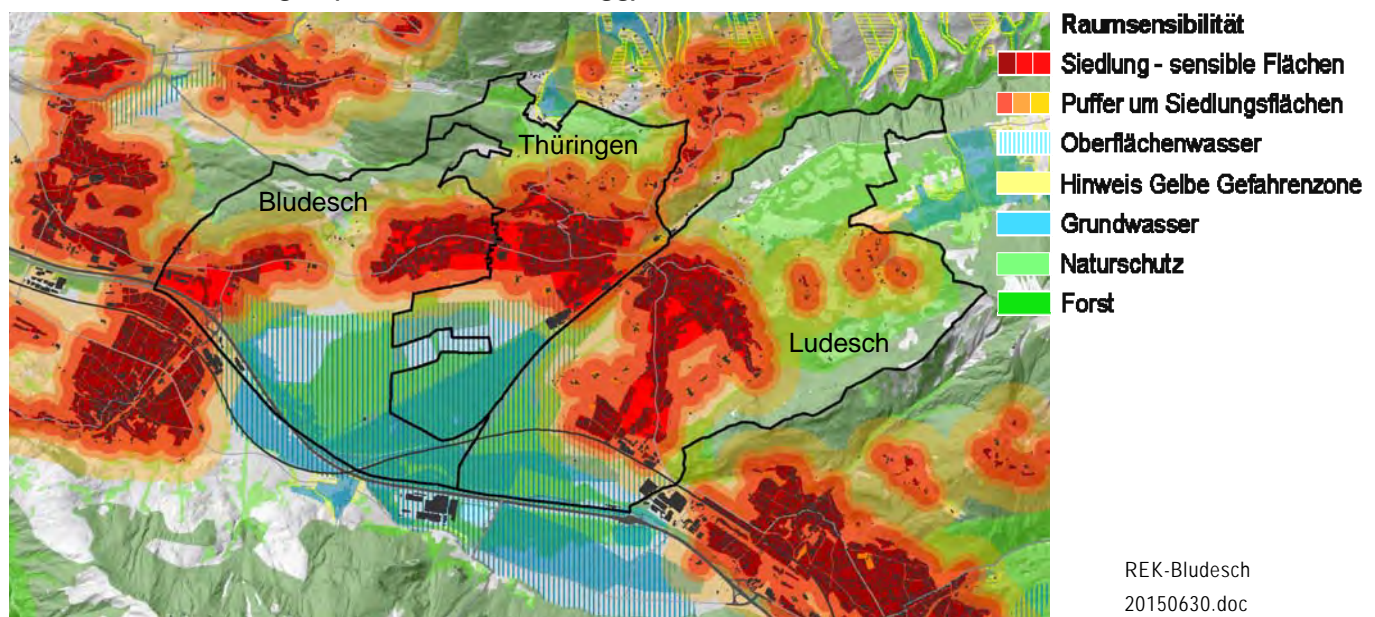 Raumsensibilität
Siedlung - sensible Flächen
Puffer um Siedlungsflächen
Oberflächenwasser
Hinweis Gelbe Gefahrenzone
Grundwasser
Naturschutz
Forst
Thüringen
Bludesch
Ludesch
REK-Bludesch
20150630.doc